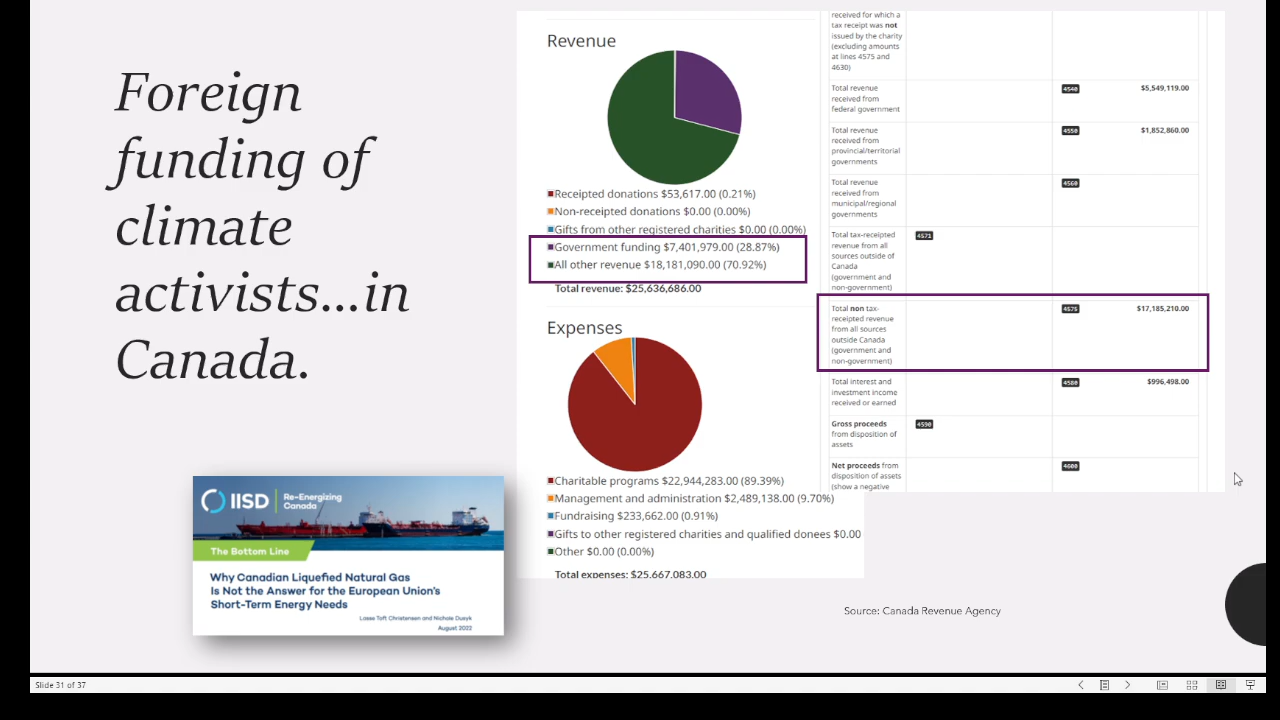 Foreign
funding of
climate
activists...in
Canada.
Revenue
Receipted donations $53,617.00 (0.21%)
Non-receipted donations $0.00 (0.00%)
Gifts from other registered charities $0.00 (0.00%)
Government funding $7,401,979.00 (28.87%)
All other revenue $18,181,090.00 (70.92%)
Total revenue: $25,636,686.00
Expenses
Charitable programs $22,944,283.00 (89.39%)
Management and administration $2,489,138.00 (9.70%)
Fundraising $233,662.00 (0.91%)
Gifts to other registered charities and qualified donees $0.00
Other $0.00 (0.00%)
Total expenses: $25,667,083.00
received for which a
tax receipt was not
issued by the charity
(excluding amounts
at lines 4575 and
4630)
Total revenue
received from
federal government
4540 $5,549,119.00
Total revenue
received from
provincial/territorial
governments
4550 $1,852,860.00
Total revenue
received from
municipal/regional
governments
4560
Total tax-receipted
revenue from all
sources outside of
Canada
(government and
non-government)
4571
Total non tax-
receipted revenue
from all sources
outside Canada
(government and
non-government)
4575 $17,185,210.00
Total interest and
investment income
received or earned
4580 $996,498.00
Gross proceeds
from disposition of
assets
4590
Net proceeds from
disposition of assets
(show a negative
4600
IISD Re-Energizing
Canada
The Bottom Line
Why Canadian Liquefied Natural Gas
Is Not the Answer for the European Union's
Short-Term Energy Needs
Lasse Toft Christensen and Nichole Dusyk
August 2022
Source: Canada Revenue Agency
Slide 31 of 37